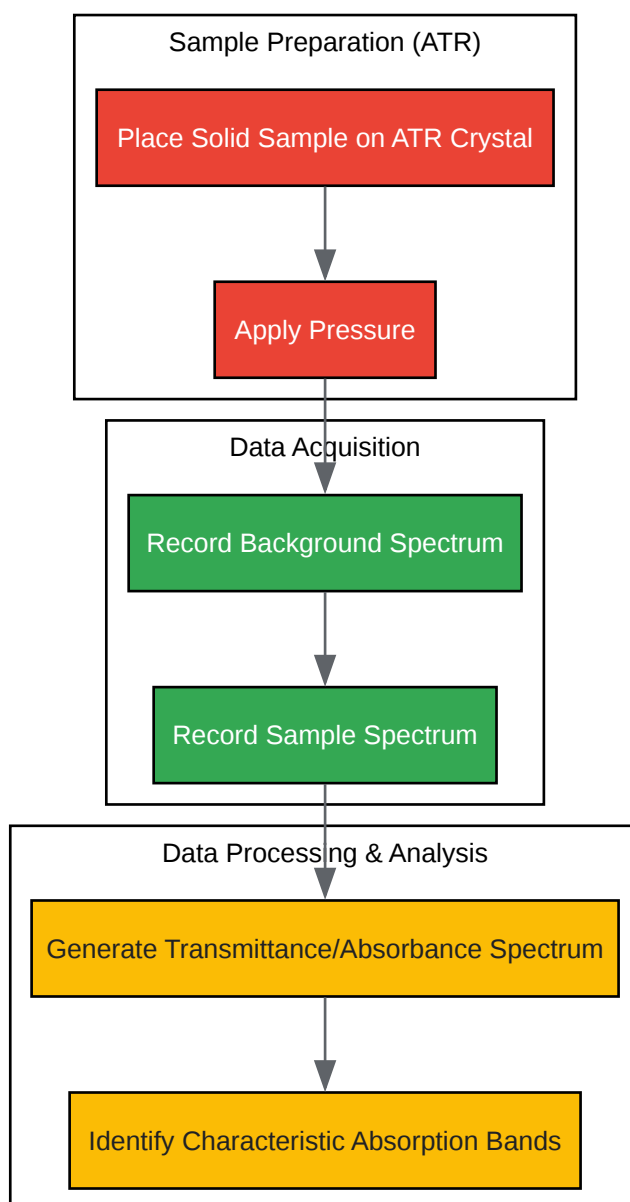 Sample Preparation (ATR)
Place Solid Sample on ATR Crystal
Apply Pressure
Data Acquisition
Record Background Spectrum
Record Sample Spectrum
Data Processing & Analysis
Generate Transmittance/Absorbance Spectrum
Identify Characteristic Absorption Bands